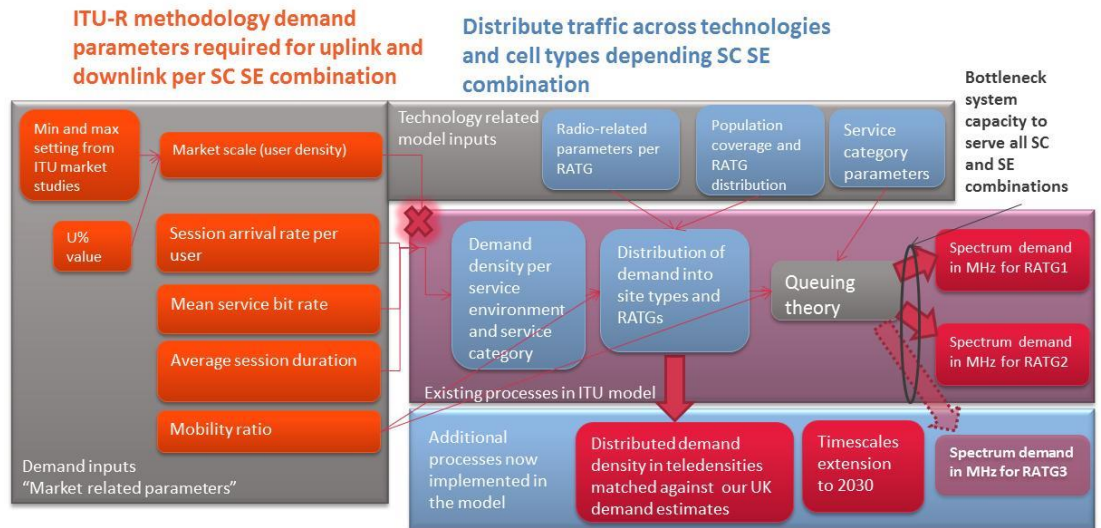 ITU-R methodology demand
parameters required for uplink and
downlink per SC SE combination
Distribute traffic across technologies
and cell types depending SC SE
combination
Bottleneck
system
capacity to
serve all SC
and SE
combinations
Min and max
setting from
ITU market
studies
Market scale (user density)
U%
value
Session arrival rate per
user
Mean service bit rate
Average session duration
Mobility ratio
Demand inputs
“Market related parameters”
Technology related
model inputs
Radio-related
parameters per
RATG
Population
coverage and
RATG
distribution
Service
category
parameters
Demand
density per
service
environment
and service
category
Distribution of
demand into
site types and
RATGs
Queuing
theory
Spectrum demand
in MHz for RATG1
Spectrum demand
in MHz for RATG2
Existing processes in ITU model
Additional
processes now
implemented in
the model
Distributed demand
density in teledensities
matched against our UK
demand estimates
Timescales
extension
to 2030
Spectrum demand
in MHz for RATG3